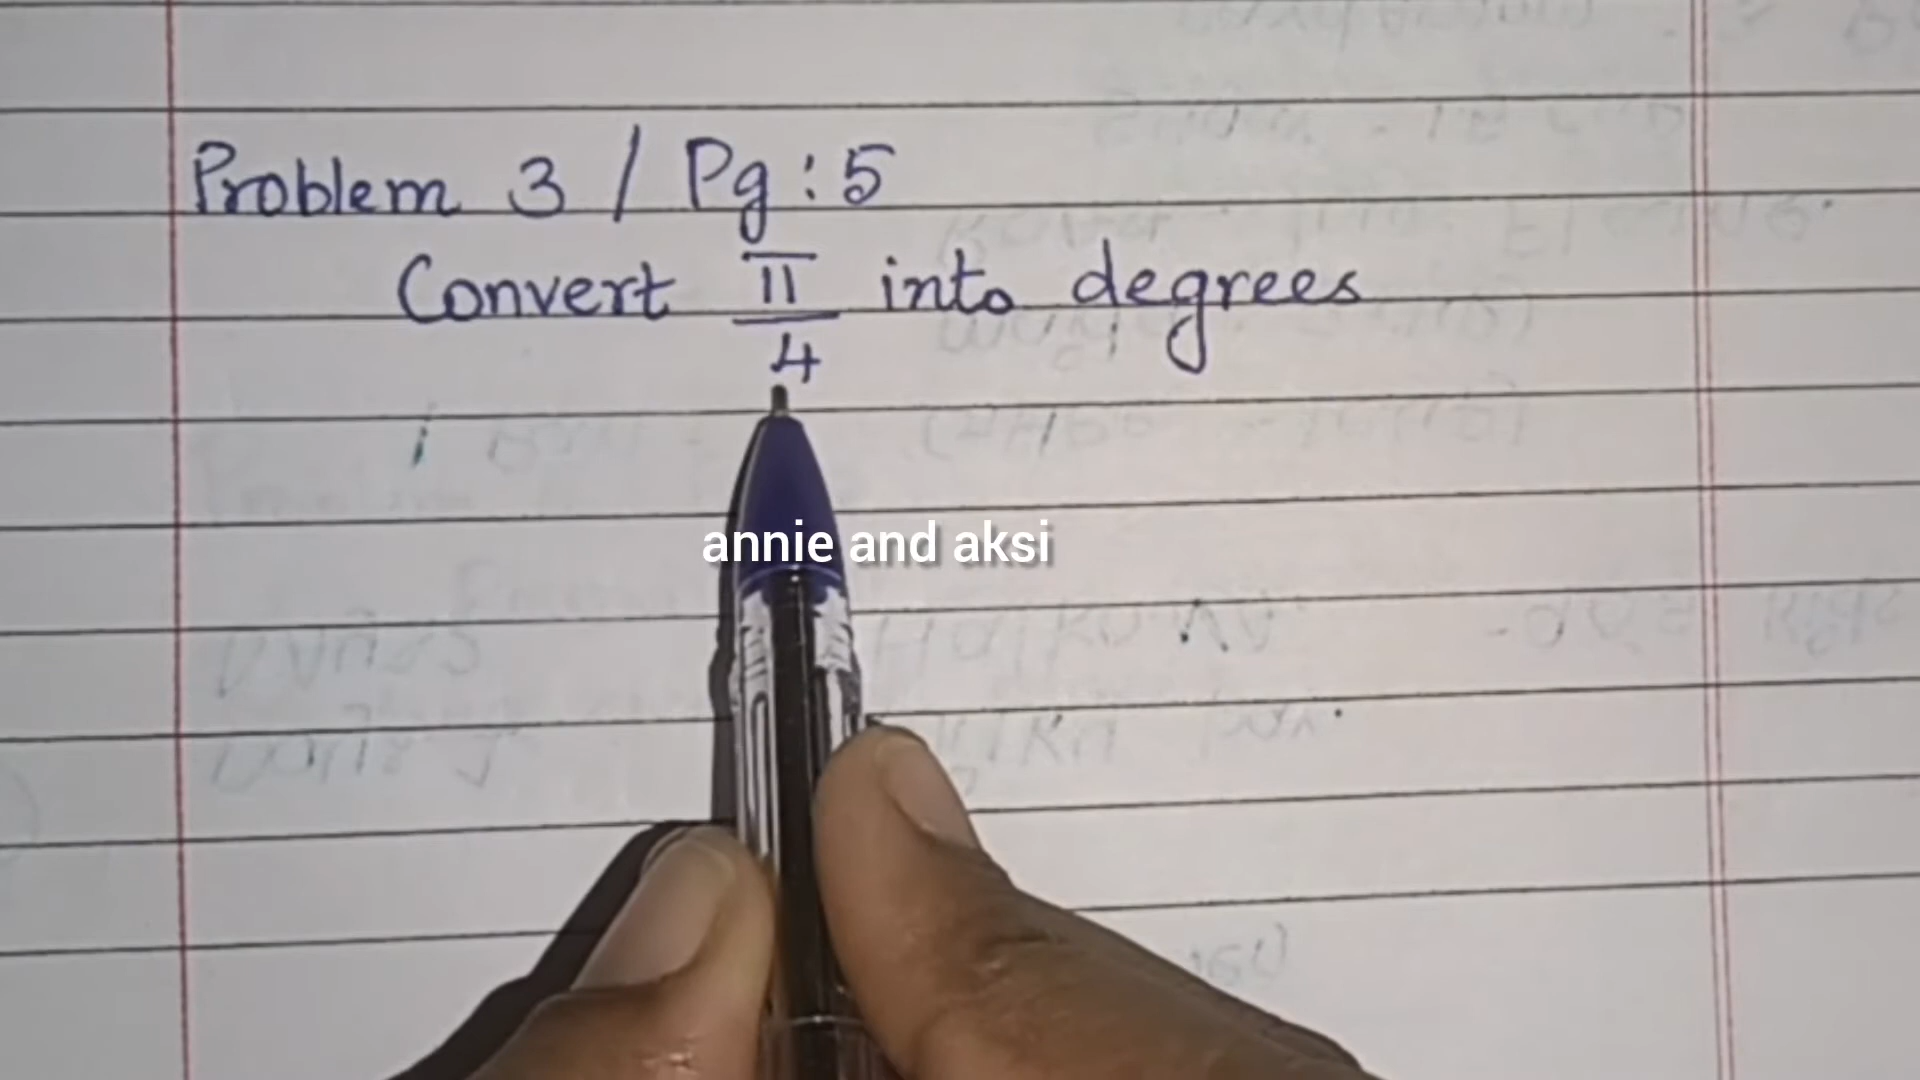 Problem 3 / Pg : 5
Convert π/4 into degrees
annie and aksi